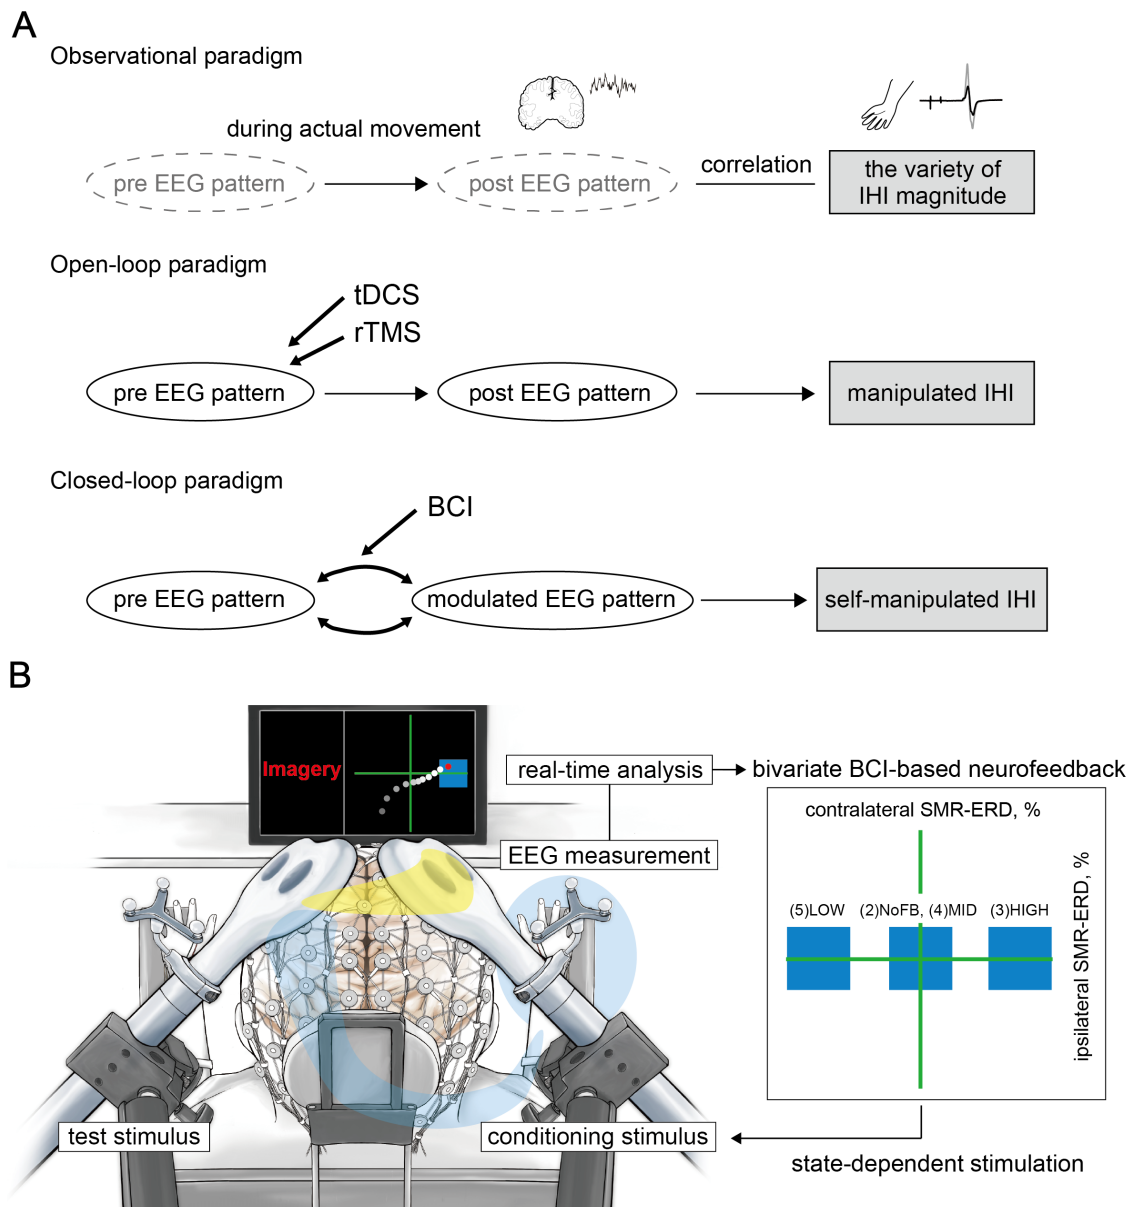 A
Observational paradigm
during actual movement
pre EEG pattern
post EEG pattern
correlation
the variety of
IHI magnitude
Open-loop paradigm
tDCS
rTMS
pre EEG pattern
post EEG pattern
manipulated IHI
Closed-loop paradigm
BCI
pre EEG pattern
modulated EEG pattern
self-manipulated IHI
B
Imagery
real-time analysis
bivariate BCI-based neurofeedback
EEG measurement
contralateral SMR-ERD, %
ipsilateral SMR-ERD, %
(5)LOW
(2)NoFB, (4)MID
(3)HIGH
test stimulus
conditioning stimulus
state-dependent stimulation